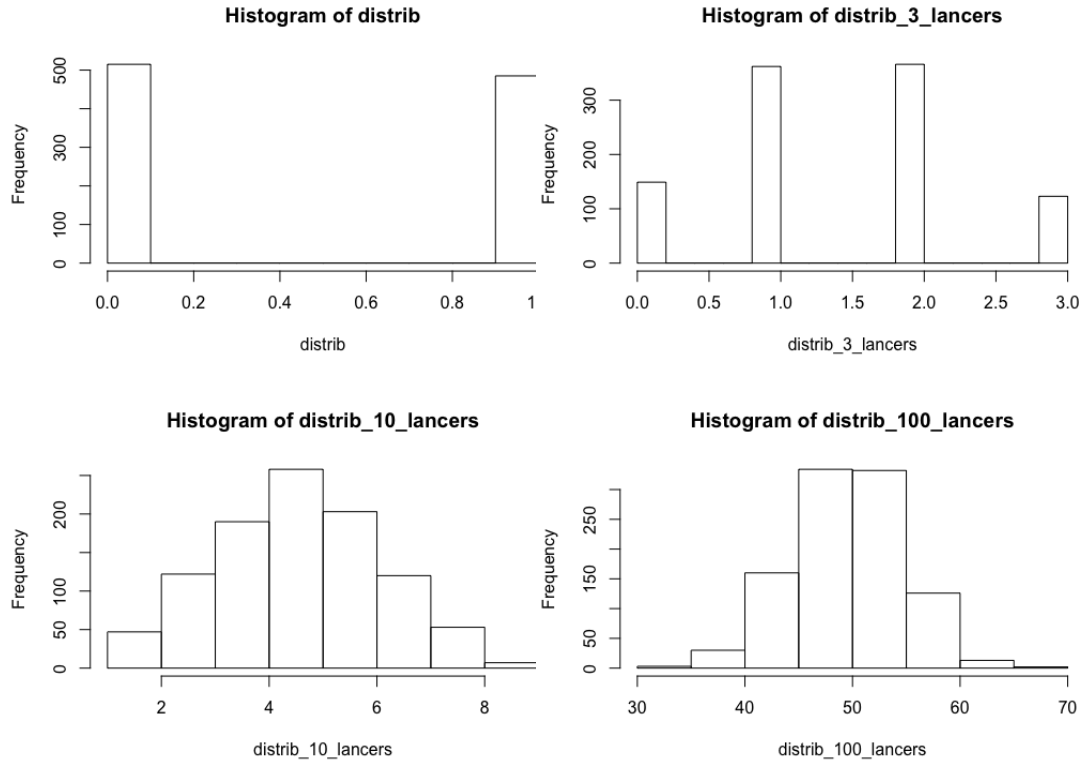 Histogram of distrib
Frequency
0 100 300 500
0.0 0.2 0.4 0.6 0.8 1
distrib
Histogram of distrib_3_lancers
Frequency
0 100 200 300
0.0 0.5 1.0 1.5 2.0 2.5 3.0
distrib_3_lancers
Histogram of distrib_10_lancers
Frequency
0 50 100 200
2 4 6 8
distrib_10_lancers
Histogram of distrib_100_lancers
Frequency
0 50 150 250
30 40 50 60 70
distrib_100_lancers